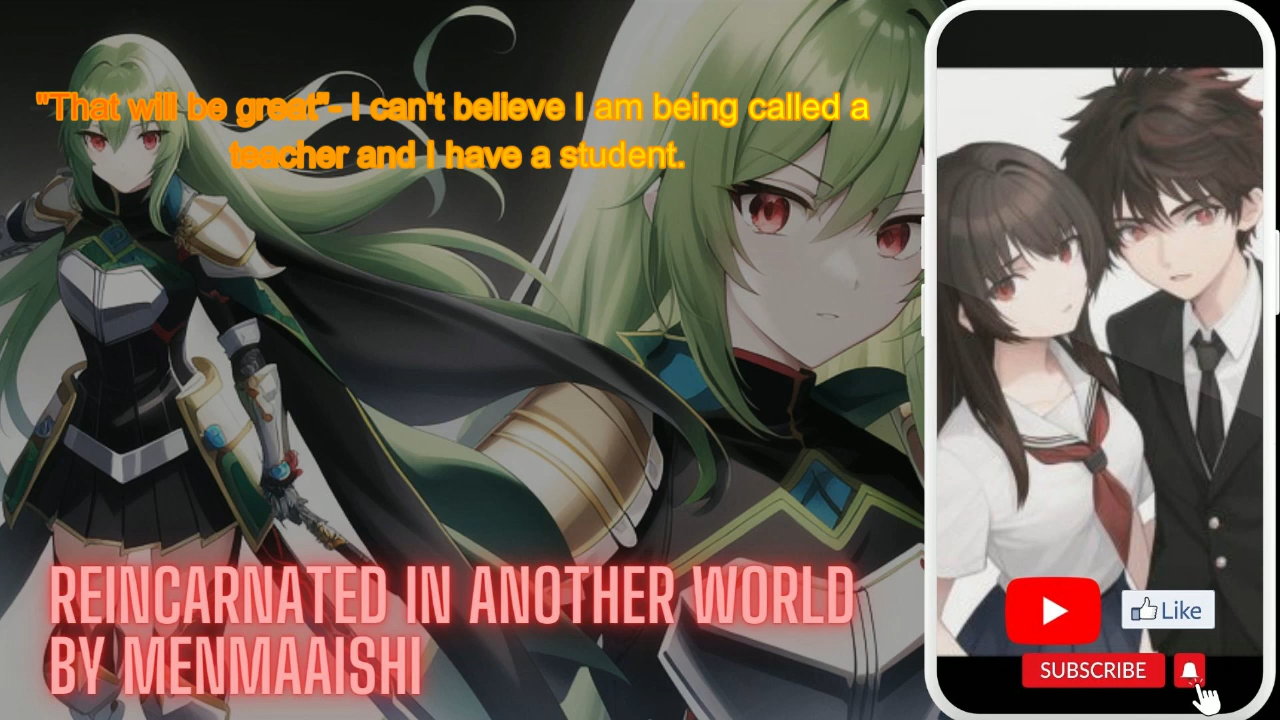 "That will be great"- I can't believe I am being called a
teacher and I have a student.
REINCARNATED IN ANOTHER WORLD
BY MENMAAISHI
Like
SUBSCRIBE